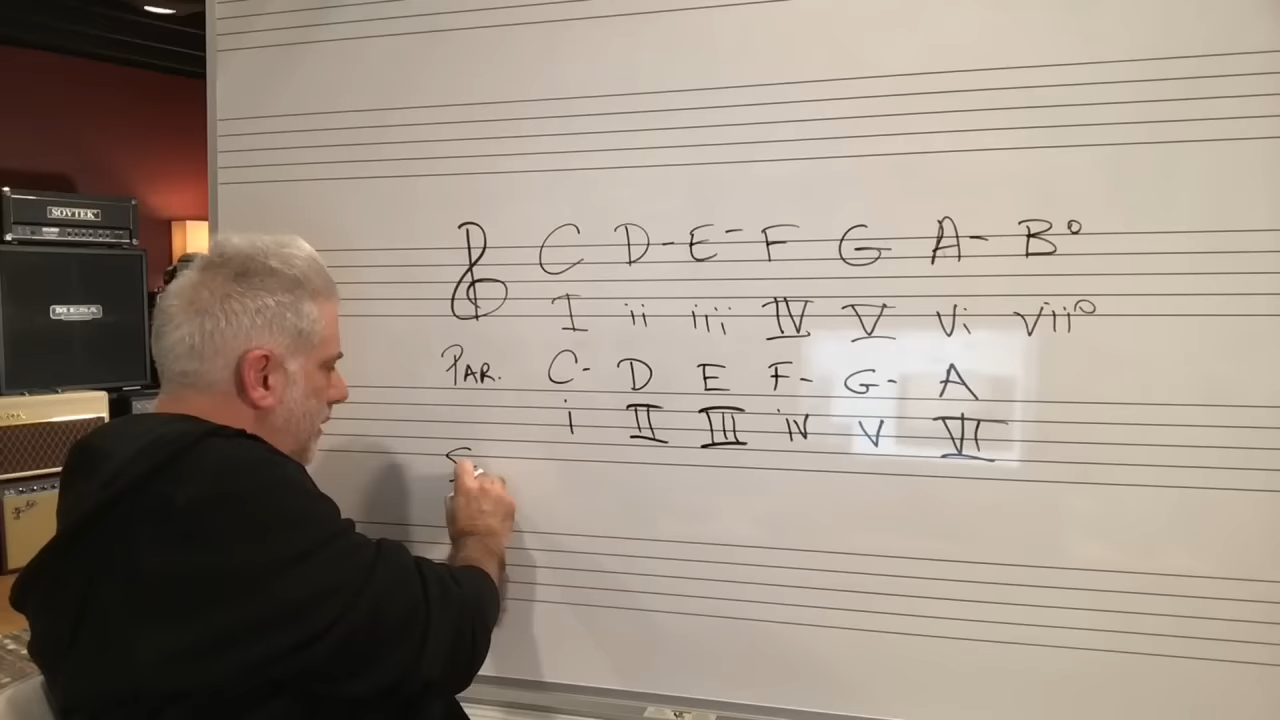 SOVTEK
MESA
C D- E- F G A- B°
I ii iii IV V vi vii°
PAR. C- D E F- G- A
i II III iv v VI
S